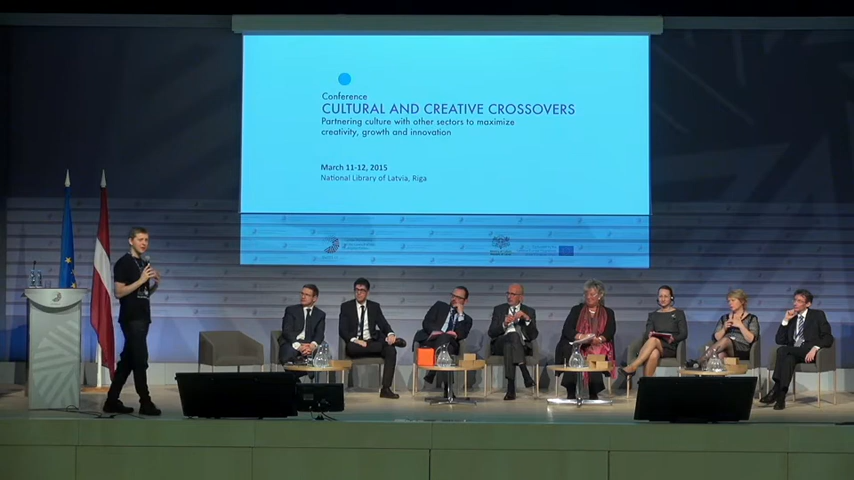 Conference
CULTURAL AND CREATIVE CROSSOVERS
Partnering culture with other sectors to maximize
creativity, growth and innovation
March 11-12, 2015
National Library of Latvia, Riga